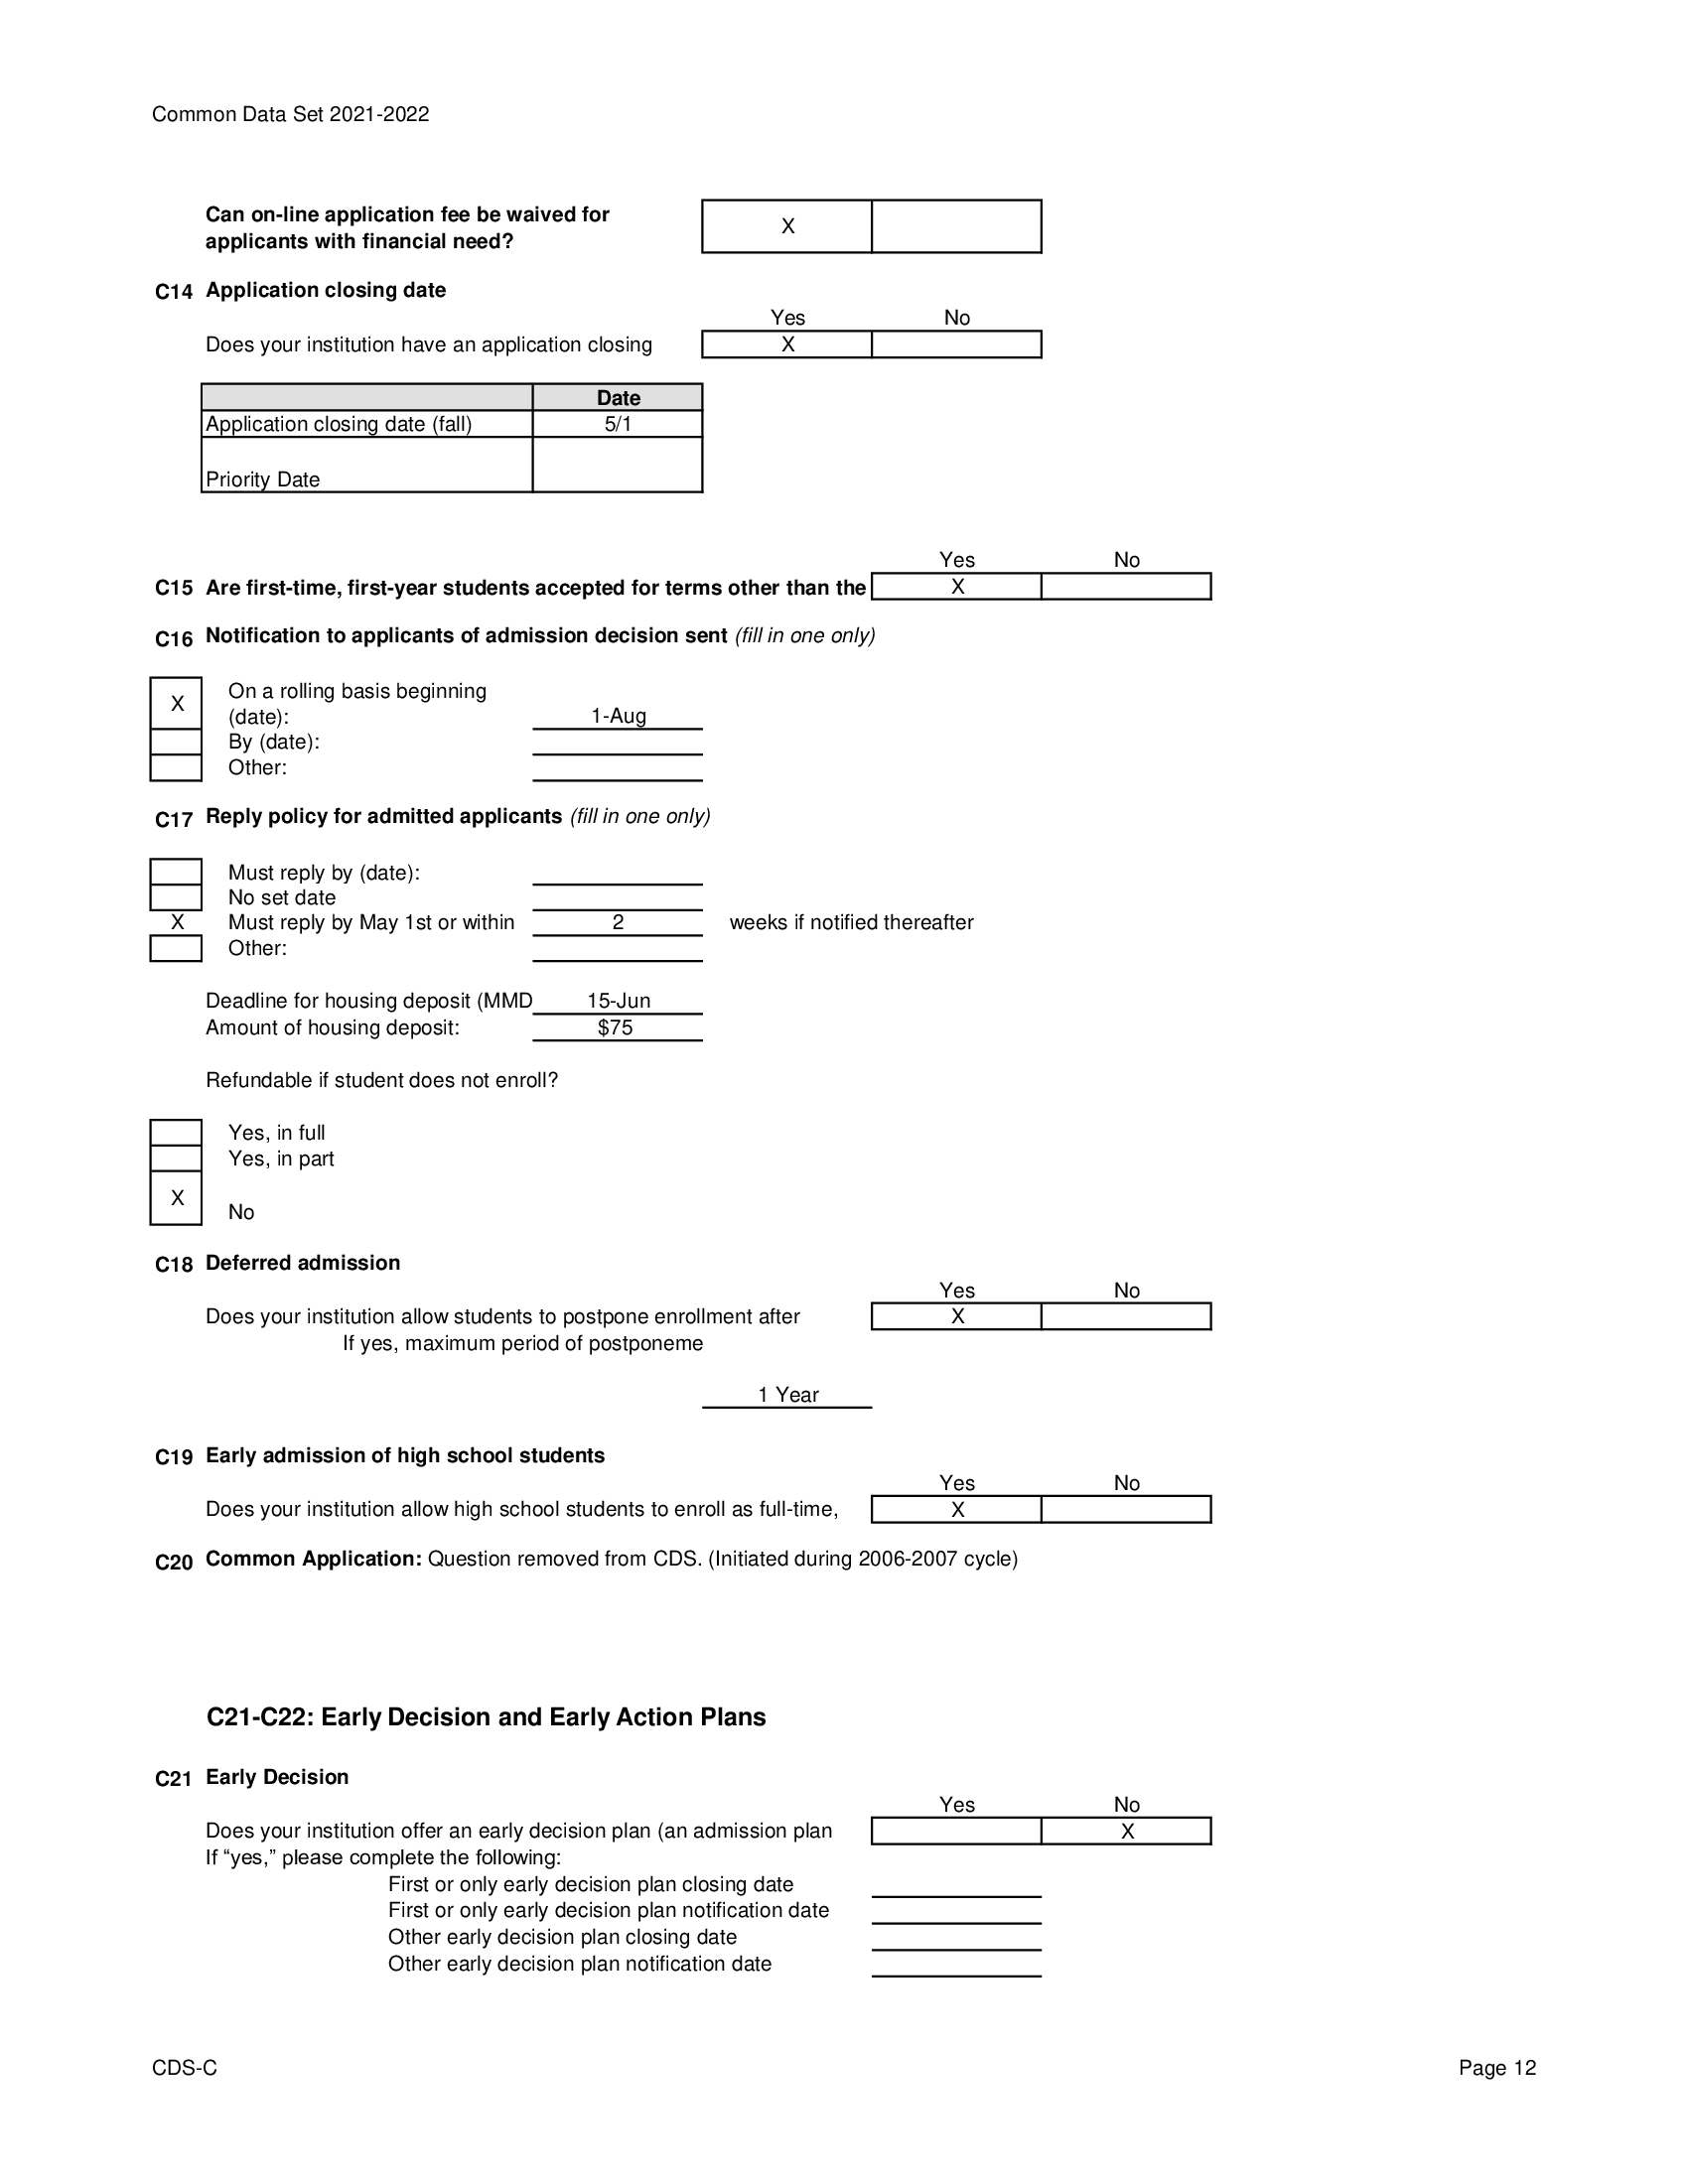 Common Data Set 2021-2022
Can on-line application fee be waived for
applicants with financial need?
X
C14 Application closing date
Yes No
Does your institution have an application closing X
Date
Application closing date (fall) 5/1
Priority Date
Yes No
C15 Are first-time, first-year students accepted for terms other than the X
C16 Notification to applicants of admission decision sent (fill in one only)
X On a rolling basis beginning
(date): 1-Aug
By (date):
Other:
C17 Reply policy for admitted applicants (fill in one only)
Must reply by (date):
No set date
X Must reply by May 1st or within 2 weeks if notified thereafter
Other:
Deadline for housing deposit (MMD 15-Jun
Amount of housing deposit: $75
Refundable if student does not enroll?
Yes, in full
Yes, in part
X No
C18 Deferred admission
Yes No
Does your institution allow students to postpone enrollment after X
If yes, maximum period of postponeme
1 Year
C19 Early admission of high school students
Yes No
Does your institution allow high school students to enroll as full-time, X
C20 Common Application: Question removed from CDS. (Initiated during 2006-2007 cycle)
C21-C22: Early Decision and Early Action Plans
C21 Early Decision
Yes No
Does your institution offer an early decision plan (an admission plan X
If “yes,” please complete the following:
First or only early decision plan closing date
First or only early decision plan notification date
Other early decision plan closing date
Other early decision plan notification date
CDS-C Page 12